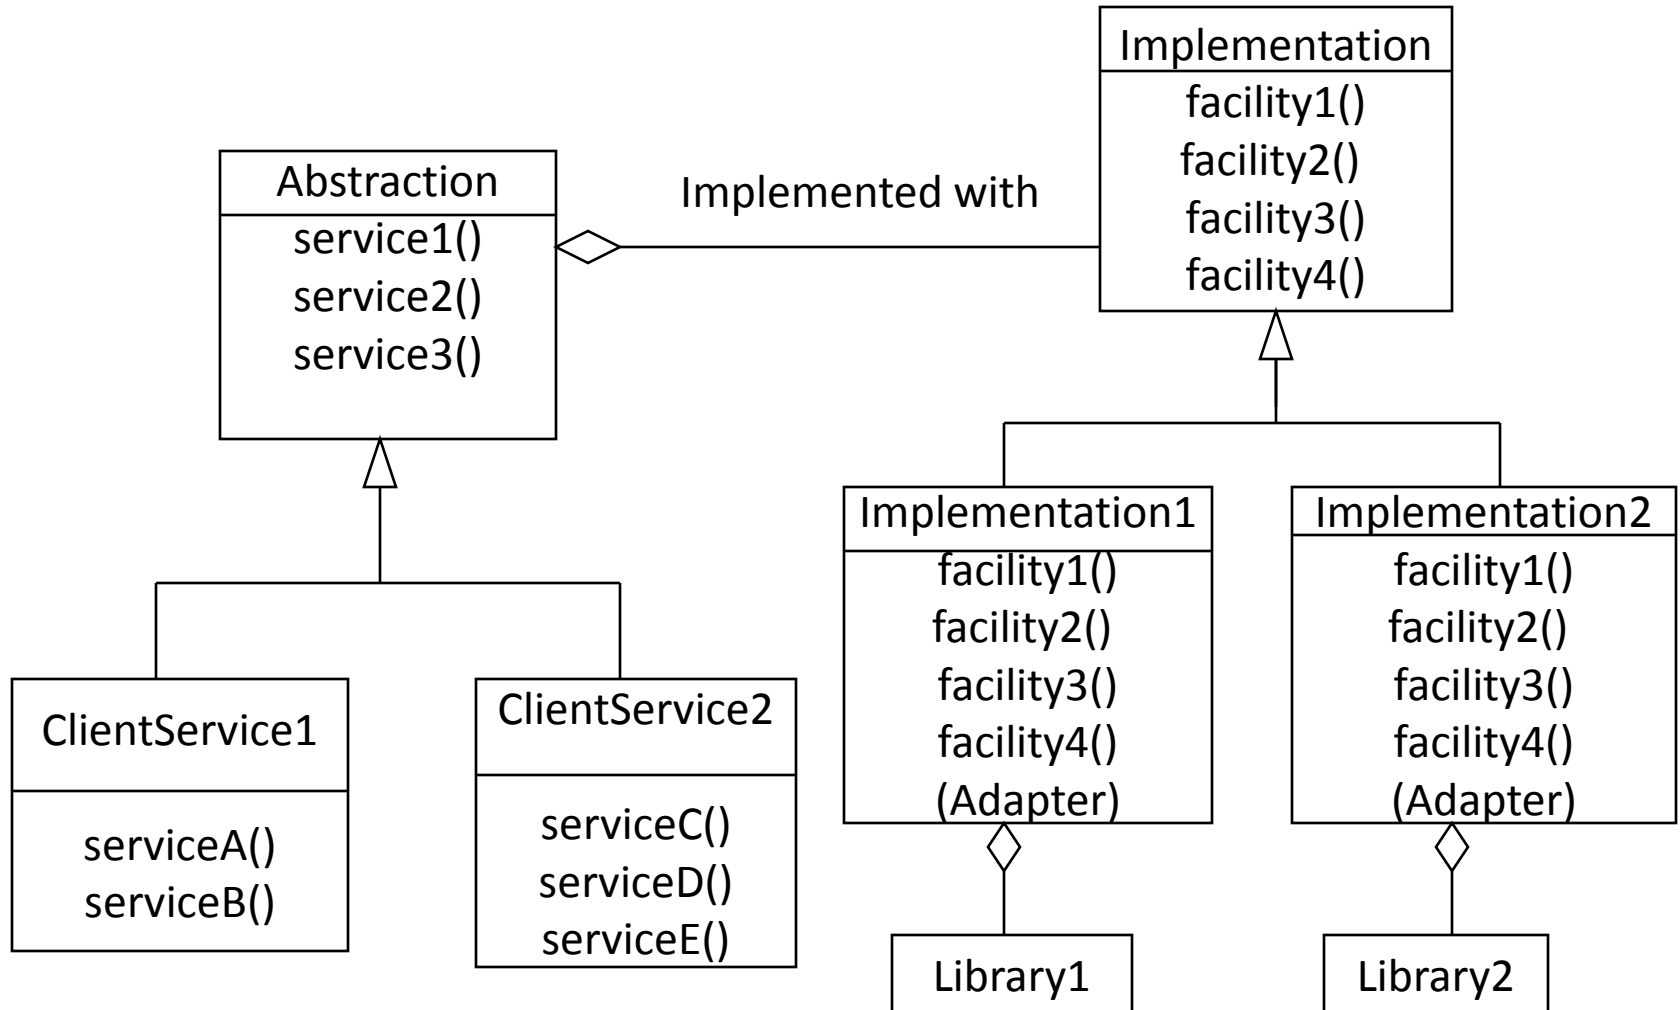 Implementation
facility1()
facility2()
facility3()
facility4()
Abstraction
service1()
service2()
service3()
Implemented with
Implementation1
facility1()
facility2()
facility3()
facility4()
(Adapter)
Implementation2
facility1()
facility2()
facility3()
facility4()
(Adapter)
ClientService1
serviceA()
serviceB()
ClientService2
serviceC()
serviceD()
serviceE()
Library1
Library2